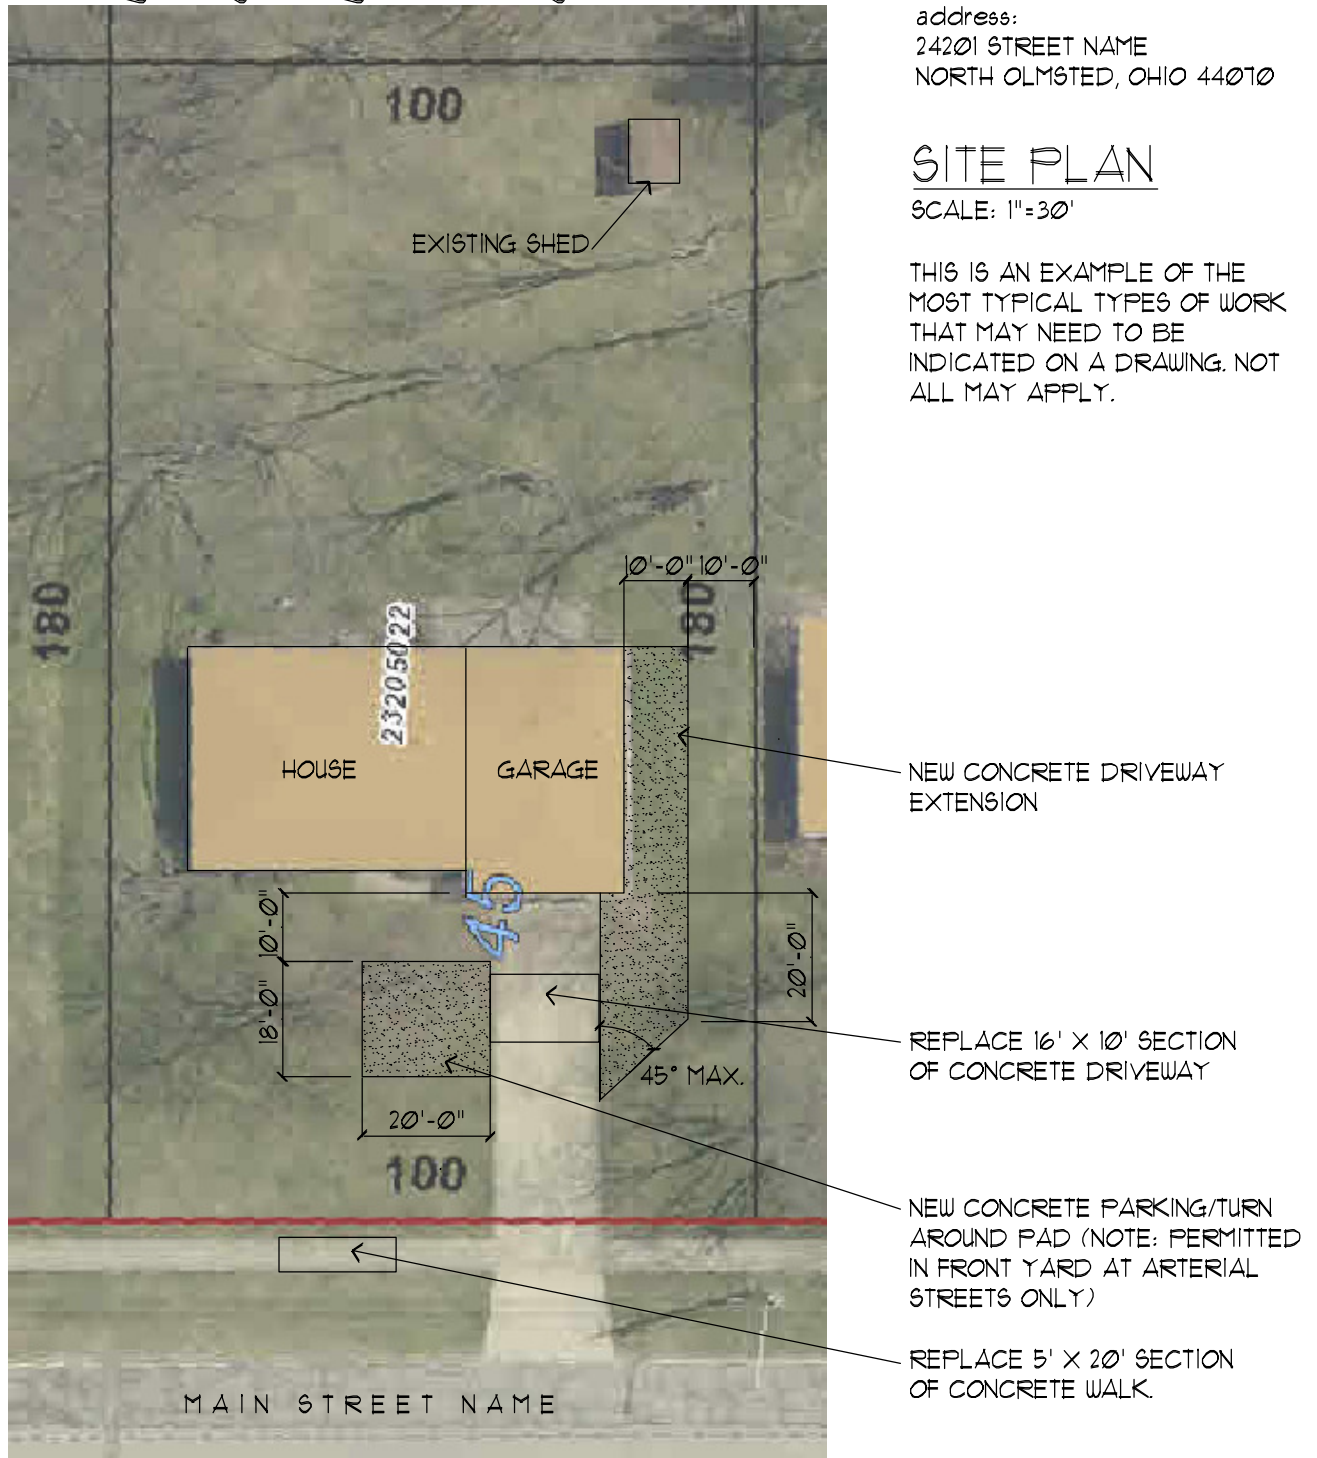 address:
24201 STREET NAME
NORTH OLMSTED, OHIO 44070
SITE PLAN
SCALE: 1"=30'
THIS IS AN EXAMPLE OF THE
MOST TYPICAL TYPES OF WORK
THAT MAY NEED TO BE
INDICATED ON A DRAWING. NOT
ALL MAY APPLY.
100
EXISTING SHED
10'-0" 10'-0"
180
180
23205022
HOUSE
GARAGE
NEW CONCRETE DRIVEWAY
EXTENSION
45
10'-0"
18'-0"
20'-0"
REPLACE 16' X 10' SECTION
OF CONCRETE DRIVEWAY
45° MAX.
20'-0"
100
NEW CONCRETE PARKING/TURN
AROUND PAD (NOTE: PERMITTED
IN FRONT YARD AT ARTERIAL
STREETS ONLY)
REPLACE 5' X 20' SECTION
OF CONCRETE WALK.
MAIN STREET NAME